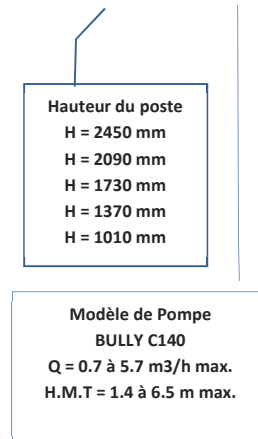 Hauteur du poste
H = 2450 mm
H = 2090 mm
H = 1730 mm
H = 1370 mm
H = 1010 mm
Modèle de Pompe
BULLY C140
Q = 0.7 à 5.7 m3/h max.
H.M.T = 1.4 à 6.5 m max.